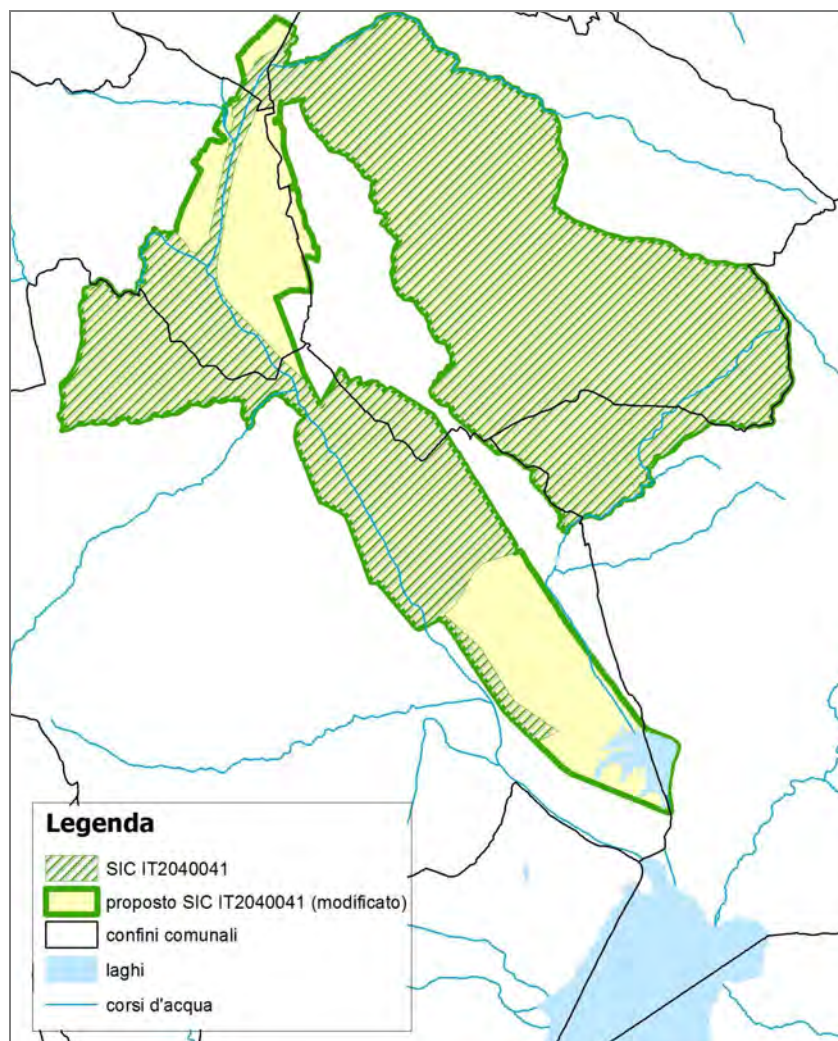 Legenda
SIC IT2040041
proposto SIC IT2040041 (modificato)
confini comunali
laghi
corsi d'acqua